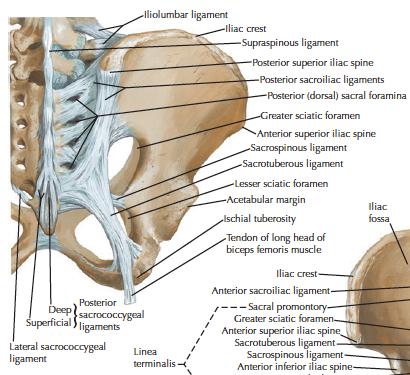 Iliolumbar ligament
Iliac crest
Supraspinous ligament
Posterior superior iliac spine
Posterior sacroiliac ligaments
Posterior (dorsal) sacral foramina
Greater sciatic foramen
Anterior superior iliac spine
Sacrospinous ligament
Sacrotuberous ligament
Lesser sciatic foramen
Acetabular margin
Ischial tuberosity
Tendon of long head of
biceps femoris muscle
Deep
Superficial
Posterior
sacrococcygeal
ligaments
Lateral sacrococcygeal
ligament
Linea
terminalis
Iliac
fossa
Iliac crest
Anterior sacroiliac ligament
Sacral promontory
Greater sciatic foramen
Anterior superior iliac spine
Sacrotuberous ligament
Sacrospinous ligament
Anterior inferior iliac spine